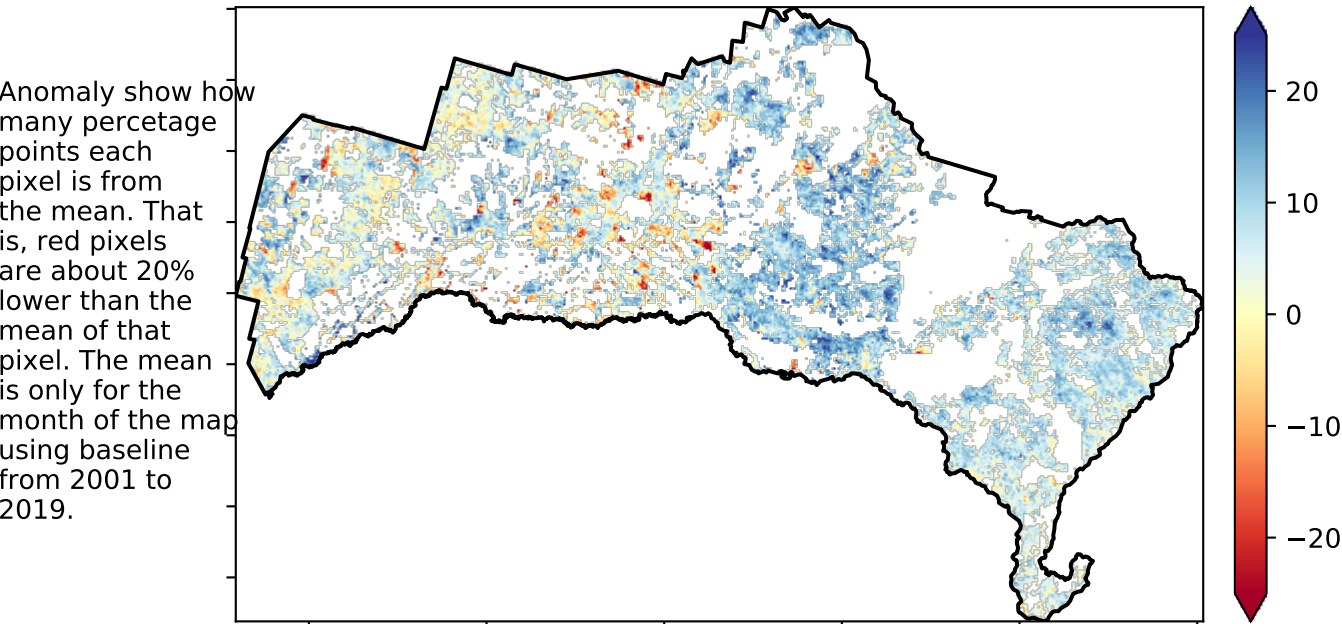 Anomaly show how
many percetage
points each
pixel is from
the mean. That
is, red pixels
are about 20%
lower than the
mean of that
pixel. The mean
is only for the
month of the map
using baseline
from 2001 to
2019.
20
10
0
−10
−20